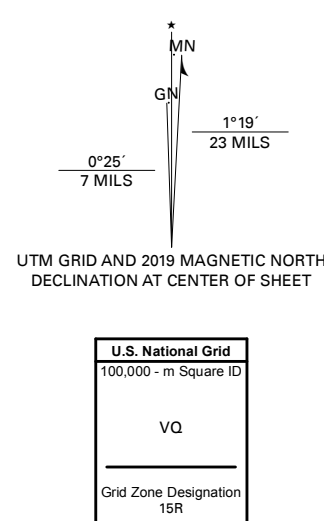 MN
GN
1°19´
23 MILS
0°25´
7 MILS
UTM GRID AND 2019 MAGNETIC NORTH
DECLINATION AT CENTER OF SHEET
U.S. National Grid
100,000 - m Square ID
VQ
Grid Zone Designation
15R